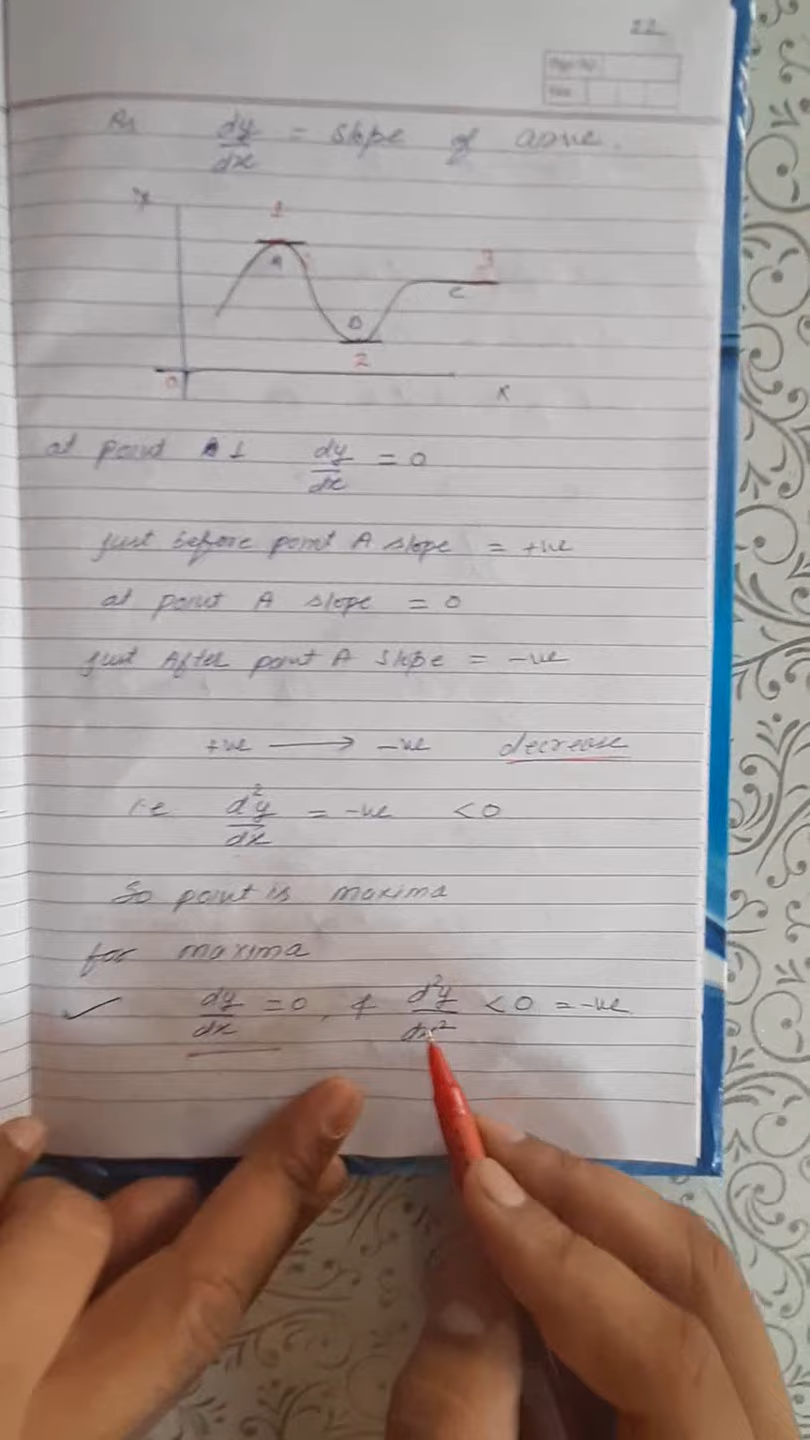 22
As dy/dx = slope of curve.
Y
1
A
3
C
B
2
O
X
at point A 1 dy/dx = 0
just before point A slope = +ve
at point A slope = 0
just After point A slope = -ve
+ve → -ve decrease
i.e d²y/dx = -ve <0
So point is maxima
for maxima
✓ dy/dx = 0, & d²y/dx² < 0 = -ve